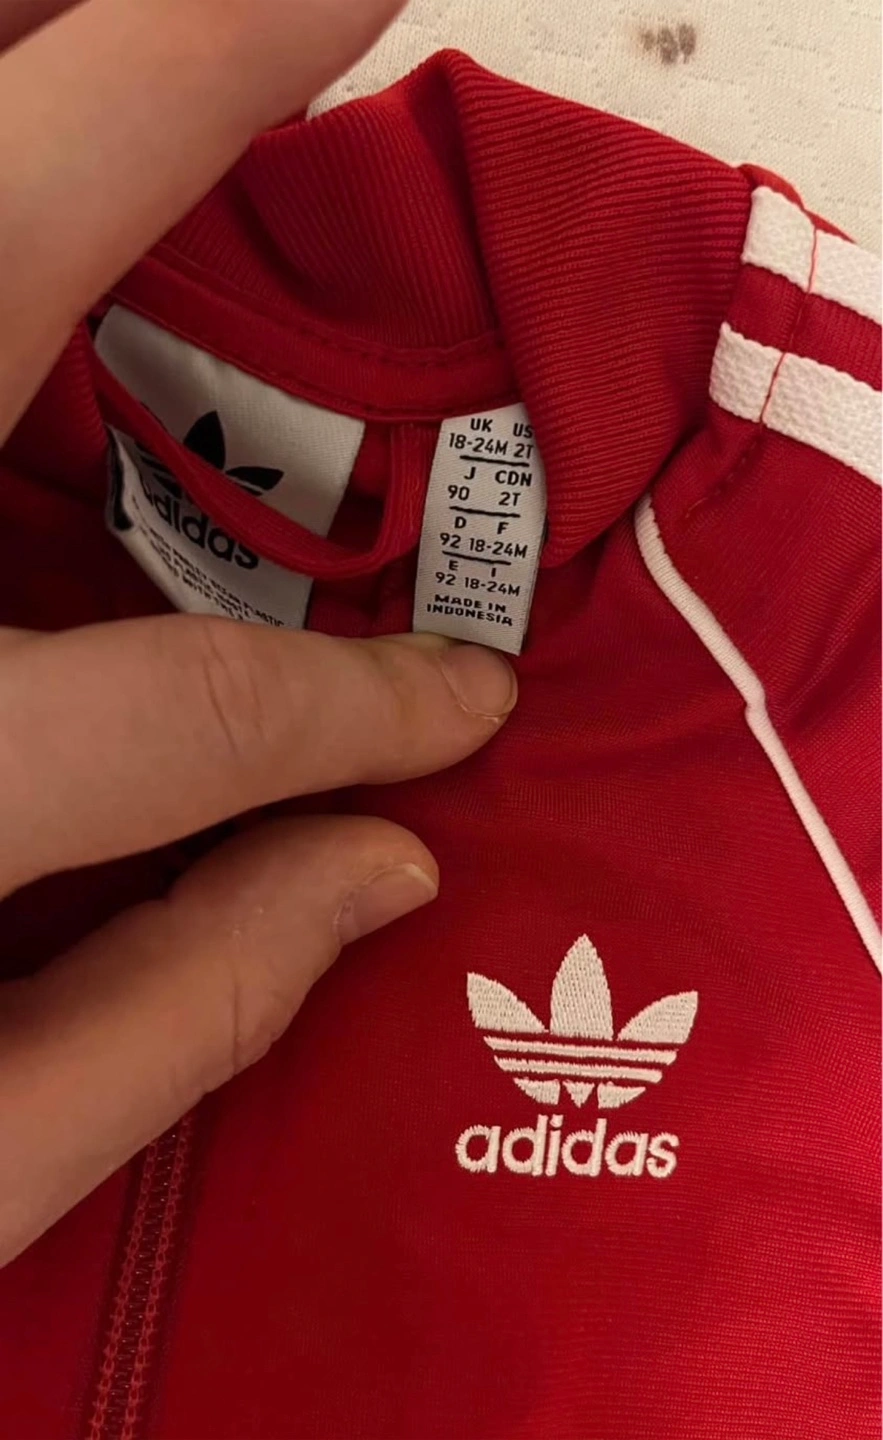 adidas
UK US
18-24M 2T
J CDN
90 2T
D F
92 18-24M
E I
92 18-24M
MADE IN
INDONESIA
adidas